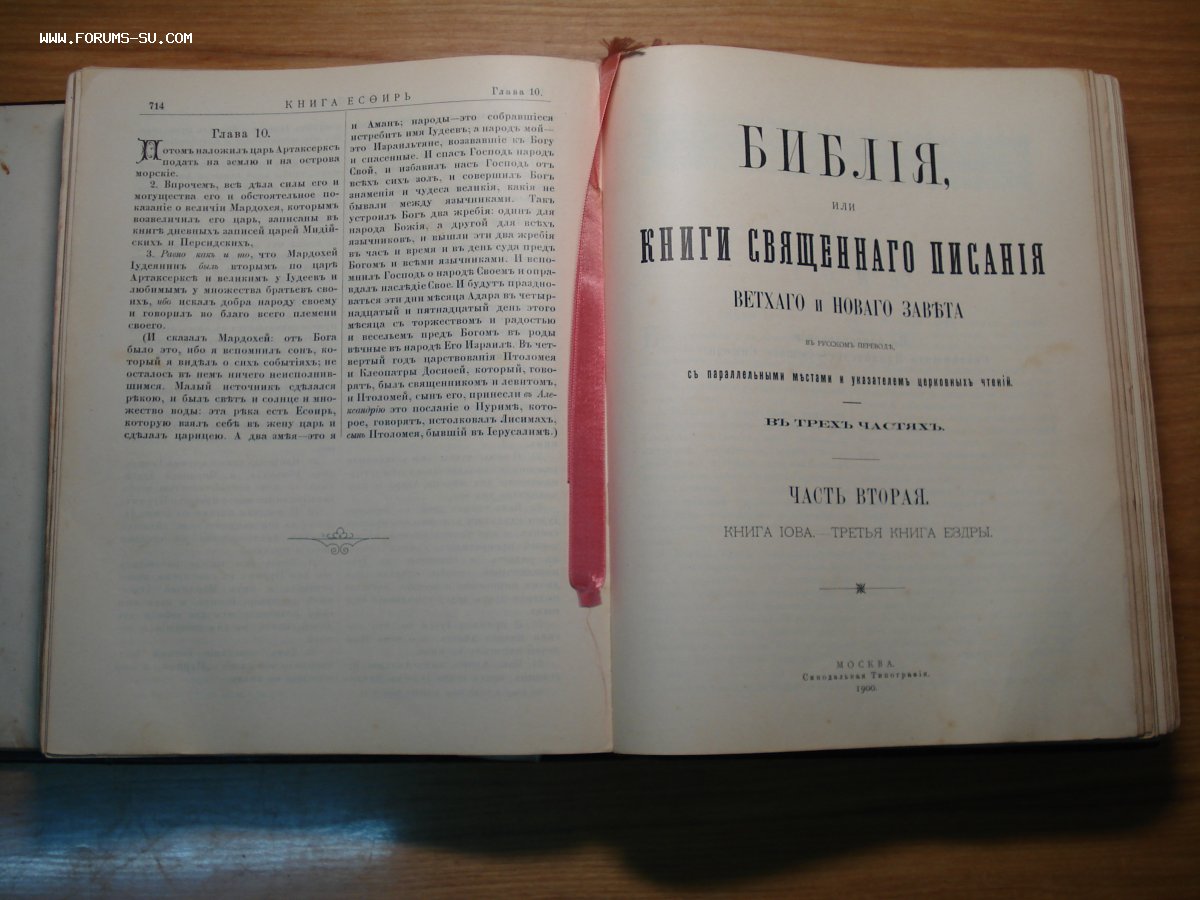 WWW.FORUMS-SU.COM
714
КНИГА ЕСѲИРЬ
Глава 10.
Глава 10.
Потомъ наложилъ царь Артаксерксъ
подать на землю и на острова
морскіе.
2. Впрочемъ, всѣ дѣла силы его и
могущества его и обстоятельное по-
казаніе о величіи Мардохея, которымъ
возвеличилъ его царь, записаны въ
книгѣ дневныхъ записей царей Мидій-
скихъ и Персидскихъ,
3. Равно какъ и то, что Мардохей
Іудеянинъ былъ вторымъ по царѣ
Артаксерксѣ и великимъ у Іудеевъ и
любимымъ у множества братьевъ сво-
ихъ, ибо искалъ добра народу своему
и говорилъ во благо всего племени
своего.
(И сказалъ Мардохей: отъ Бога
было это, ибо я вспомнилъ сонъ, ко-
торый я видѣлъ о сихъ событіяхъ; не
осталось въ немъ ничего неисполнив-
шимся. Малый источникъ сдѣлался
рѣкою, и былъ свѣтъ и солнце и мно-
жество воды: эта рѣка есть Есѳирь,
которую взялъ себѣ въ жену царь и
сдѣлалъ царицею. А два змѣя—это я
и Аманъ; народы—это собравшіеся
истребить имя Іудеевъ; а народъ мой—
это Израильтяне, воззвавшіе къ Богу
и спасенные. И спасъ Господь народъ
Свой, и избавилъ насъ Господь отъ
всѣхъ сихъ золъ, и совершилъ Богъ
знаменія и чудеса великія, какія не
бывали между язычниками. Такъ
устроилъ Богъ два жребія: одинъ для
народа Божія, а другой для всѣхъ
язычниковъ, и вышли эти два жребія
въ часъ и время и въ день суда предъ
Богомъ и всѣми язычниками. И вспо-
мнилъ Господь о народѣ Своемъ и опра-
вдалъ наслѣдіе Свое. И будутъ праздно-
ваться эти дни мѣсяца Адара въ четыр-
надцатый и пятнадцатый день этого
мѣсяца съ торжествомъ и радостью
и весельемъ предъ Богомъ въ роды
вѣчные въ народѣ Его Израилѣ. Въ чет-
вертый годъ царствованія Птоломея
и Клеопатры Досиѳей, который, гово-
рятъ, былъ священникомъ и левитомъ,
и Птоломей, сынъ его, принесли въ Але-
ксандрію это посланіе о Пуримѣ, кото-
рое, говорятъ, истолковалъ Лисимахъ,
сынъ Птоломея, бывшій въ Іерусалимѣ.)
БИБЛІЯ,
или
КНИГИ СВЯЩЕННАГО ПИСАНІЯ
ВЕТХАГО и НОВАГО ЗАВѢТА
ВЪ РУССКОМЪ ПЕРЕВОДѢ,
съ параллельными мѣстами и указателемъ церковныхъ чтеній.
ВЪ ТРЕХЪ ЧАСТЯХЪ.
ЧАСТЬ ВТОРАЯ.
КНИГА ІОВА.—ТРЕТЬЯ КНИГА ЕЗДРЫ.
МОСКВА.
Синодальная Типографія.
1900.